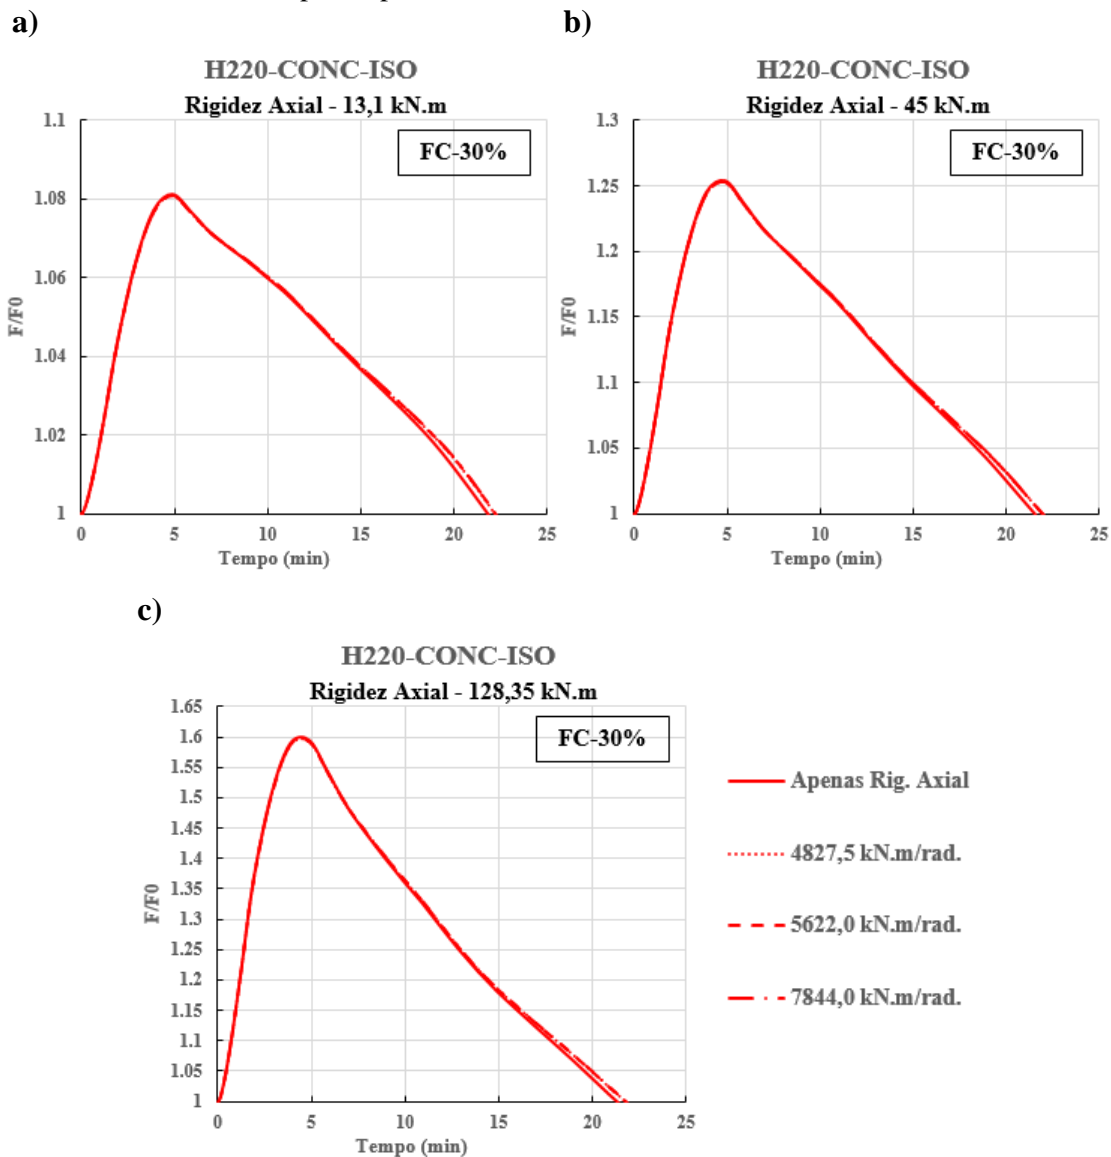 a)
H220-CONC-ISO
Rigidez Axial - 13,1 kN.m
FC-30%
F/F0
1.1
1.08
1.06
1.04
1.02
1
0 5 10 15 20 25
Tempo (min)
b)
H220-CONC-ISO
Rigidez Axial - 45 kN.m
FC-30%
F/F0
1.3
1.25
1.2
1.15
1.1
1.05
1
0 5 10 15 20 25
Tempo (min)
c)
H220-CONC-ISO
Rigidez Axial - 128,35 kN.m
FC-30%
F/F0
1.65
1.6
1.55
1.5
1.45
1.4
1.35
1.3
1.25
1.2
1.15
1.1
1.05
1
0 5 10 15 20 25
Tempo (min)
Apenas Rig. Axial
4827,5 kN.m/rad.
5622,0 kN.m/rad.
7844,0 kN.m/rad.